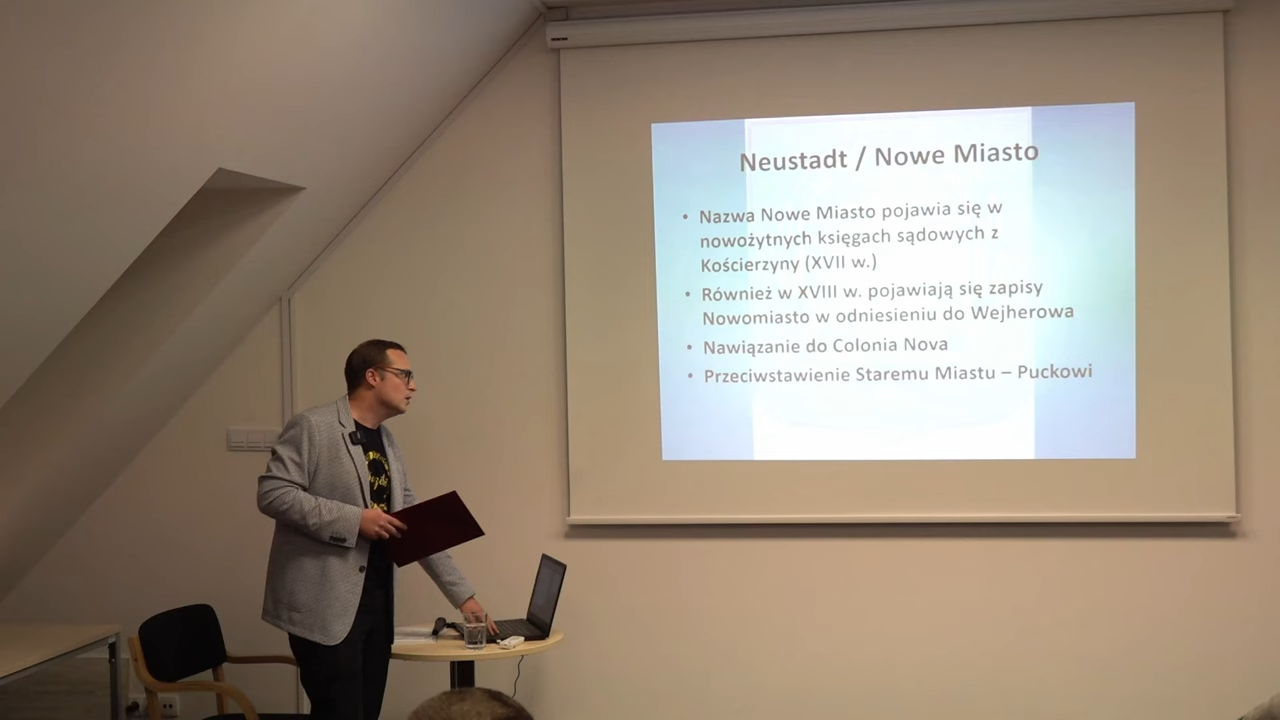 Neustadt / Nowe Miasto
• Nazwa Nowe Miasto pojawia się w
nowożytnych księgach sądowych z
Kościerzyny (XVII w.)
• Również w XVIII w. pojawiają się zapisy
Nowomiasto w odniesieniu do Wejherowa
• Nawiązanie do Colonia Nova
• Przeciwstawienie Staremu Miastu – Puckowi